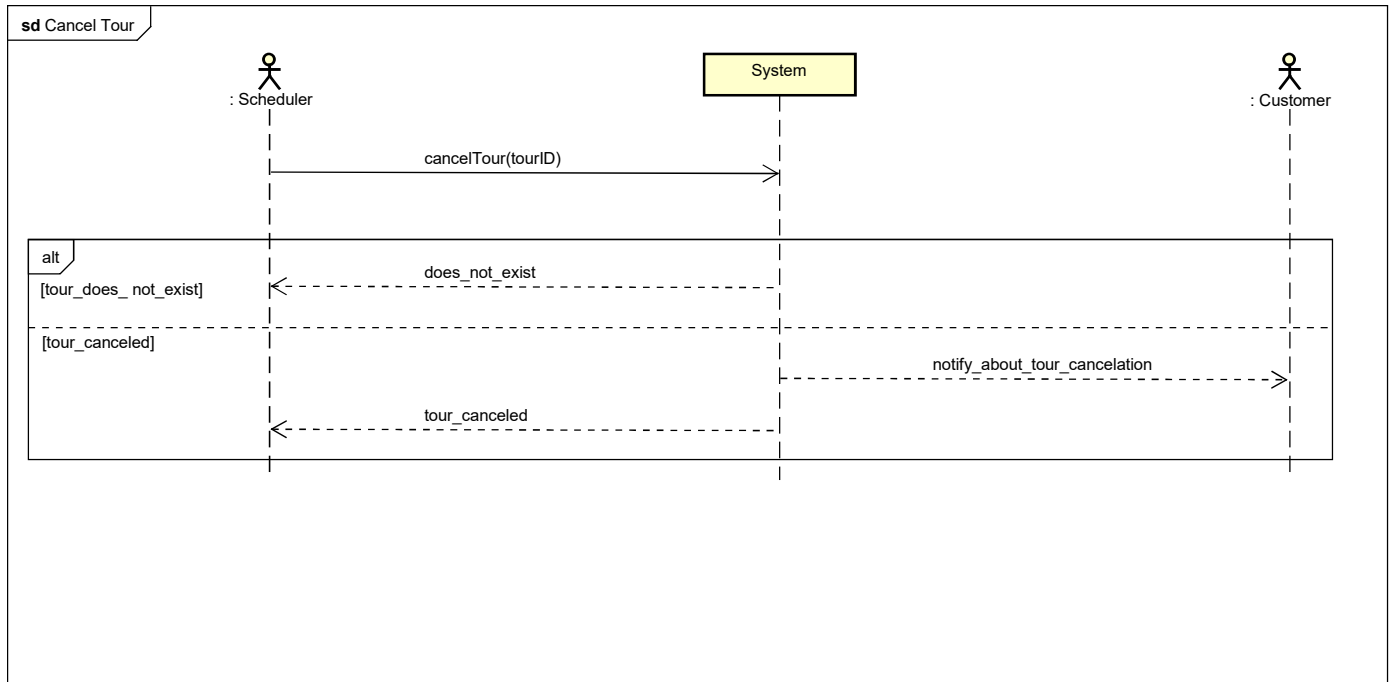 sd Cancel Tour
: Scheduler
System
: Customer
cancelTour(tourID)
alt
does_not_exist
[tour_does_ not_exist]
[tour_canceled]
notify_about_tour_cancelation
tour_canceled